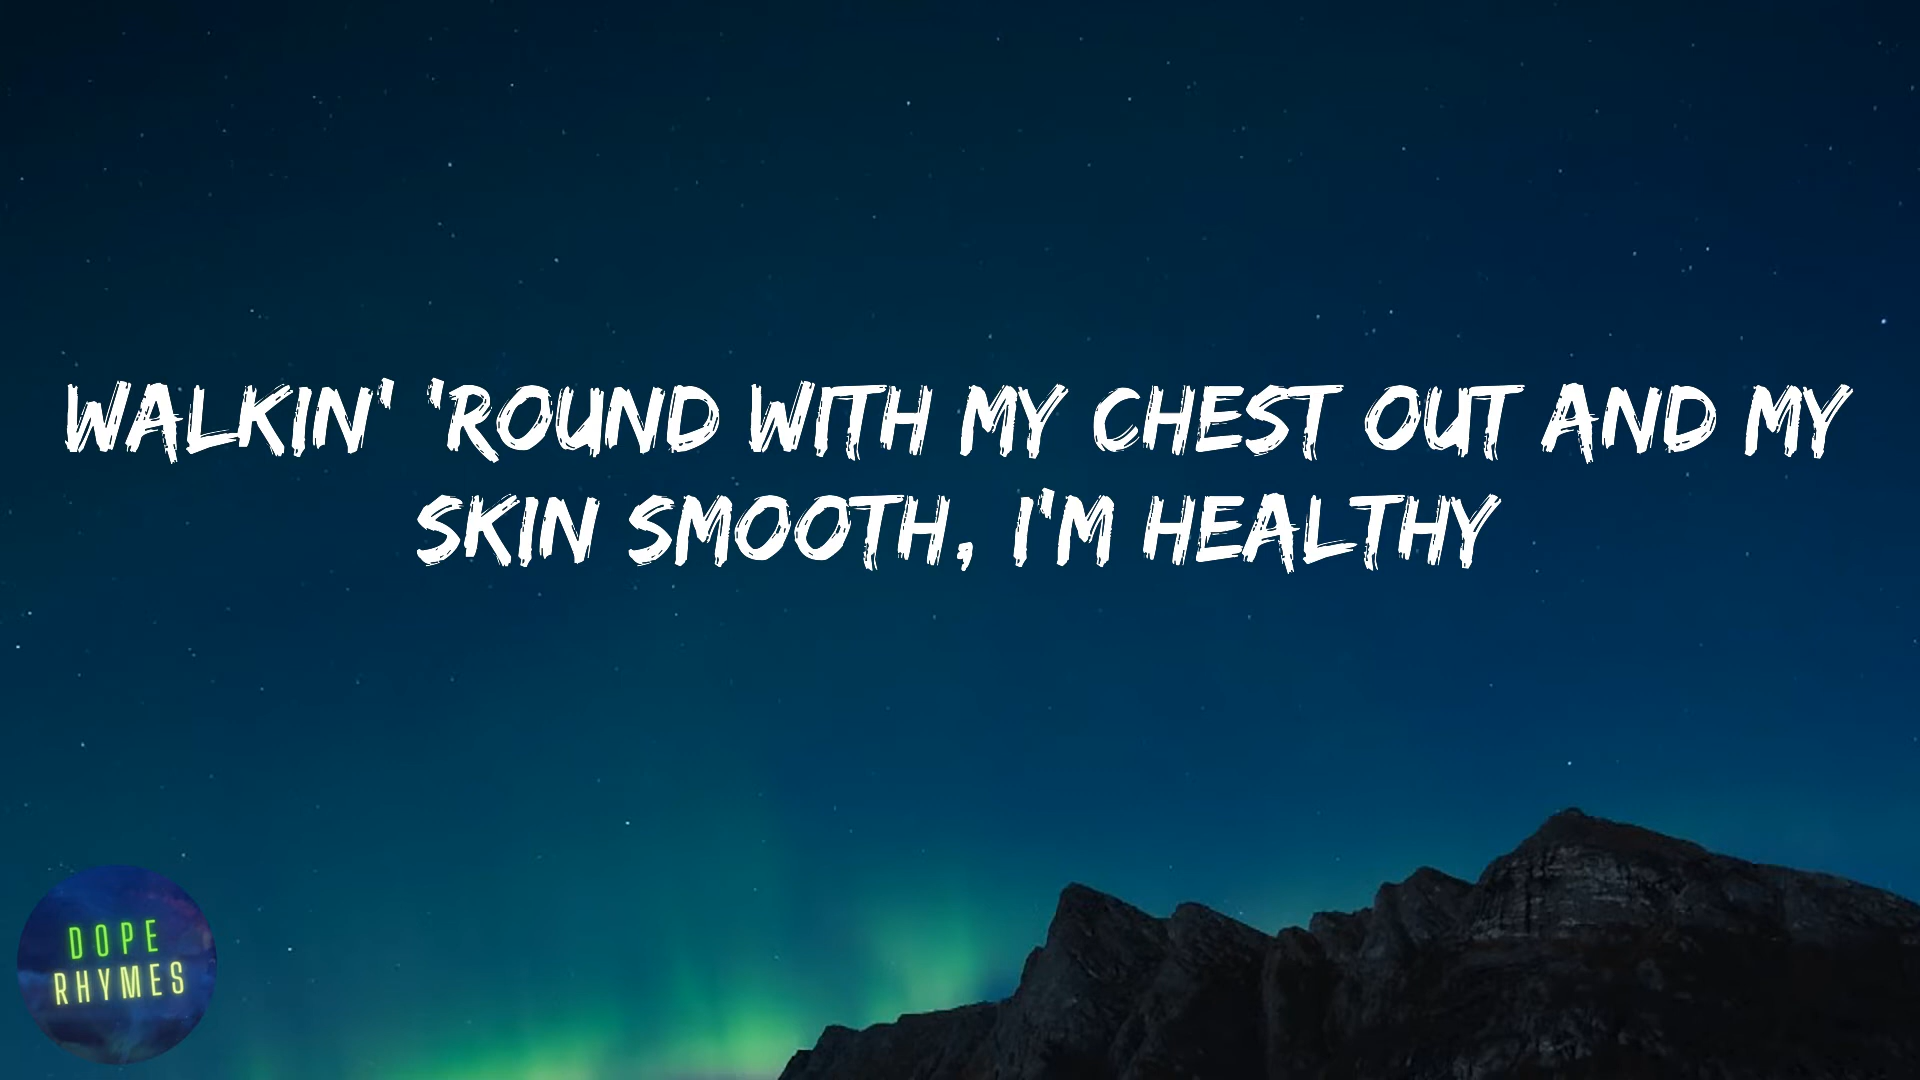 WALKIN' 'ROUND WITH MY CHEST OUT AND MY
SKIN SMOOTH, I'M HEALTHY
DOPE
RHYMES